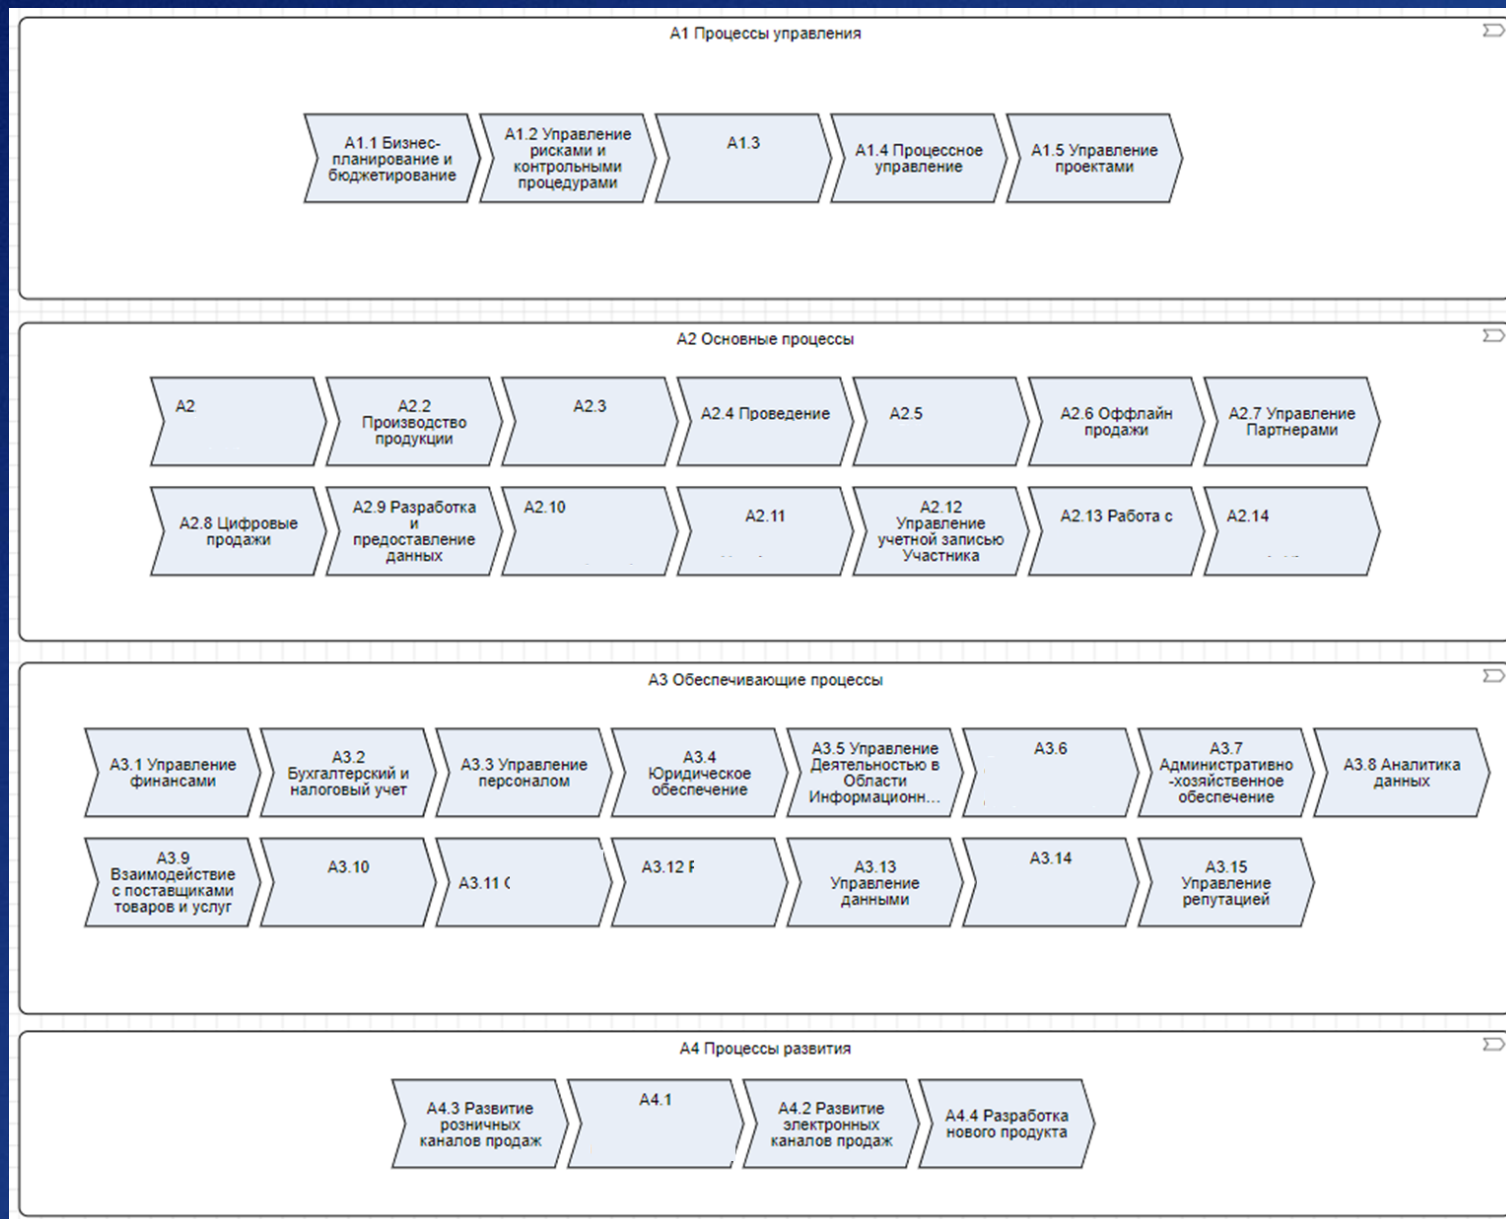 А1 Процессы управления
А1.1 Бизнес-
планирование и
бюджетирование
А1.2 Управление
рисками и
контрольными
процедурами
А1.3
А1.4 Процессное
управление
А1.5 Управление
проектами
А2 Основные процессы
А2
А2.2
Производство
продукции
А2.3
А2.4 Проведение
А2.5
А2.6 Оффлайн
продажи
А2.7 Управление
Партнерами
А2.8 Цифровые
продажи
А2.9 Разработка
и
предоставление
данных
А2.10
А2.11
А2.12
Управление
учетной записью
Участника
А2.13 Работа с
А2.14
А3 Обеспечивающие процессы
А3.1 Управление
финансами
А3.2
Бухгалтерский и
налоговый учет
А3.3 Управление
персоналом
А3.4
Юридическое
обеспечение
А3.5 Управление
Деятельностью в
Области
Информационн...
А3.6
А3.7
Административно
-хозяйственное
обеспечение
А3.8 Аналитика
данных
А3.9
Взаимодействие
с поставщиками
товаров и услуг
А3.10
А3.11
А3.12
А3.13
Управление
данными
А3.14
А3.15
Управление
репутацией
А4 Процессы развития
А4.3 Развитие
розничных
каналов продаж
А4.1
А4.2 Развитие
электронных
каналов продаж
А4.4 Разработка
нового продукта